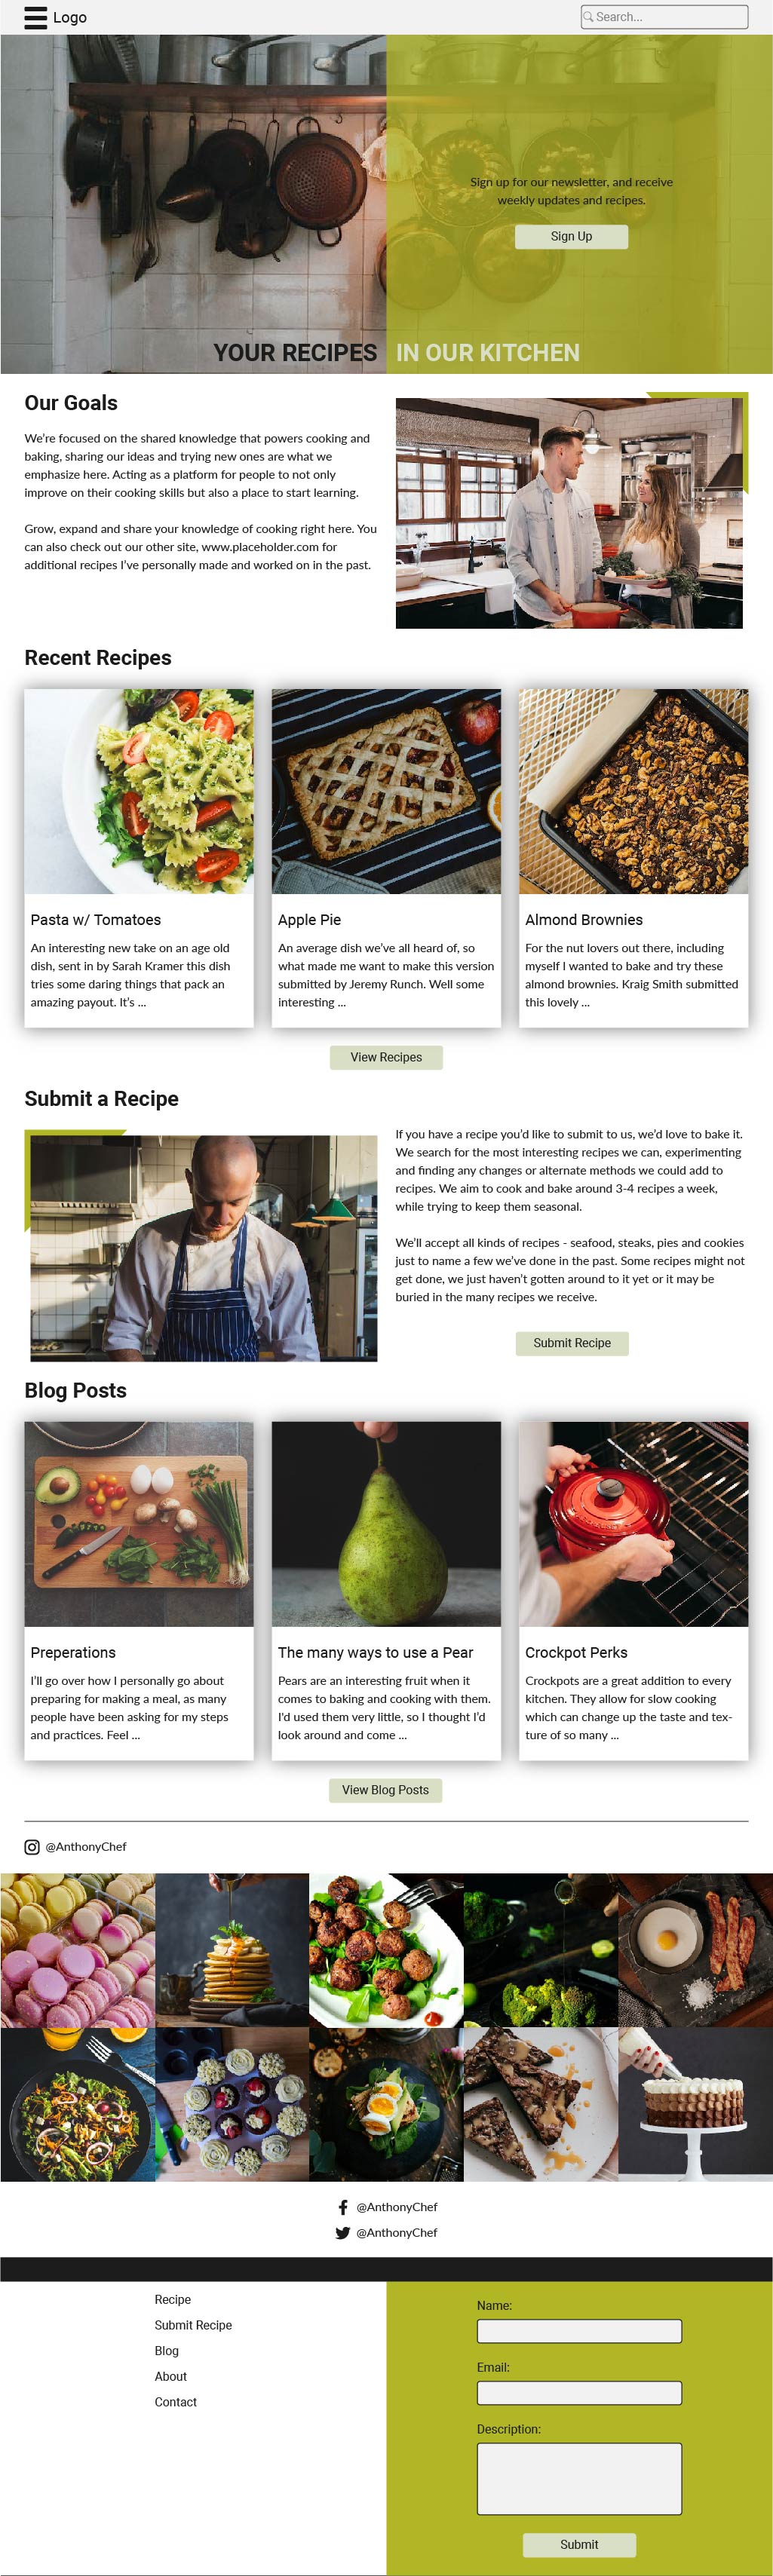 Logo
Search...
Sign up for our newsletter, and receive
weekly updates and recipes.
Sign Up
YOUR RECIPES IN OUR KITCHEN
Our Goals
We're focused on the shared knowledge that powers cooking and
baking, sharing our ideas and trying new ones are what we
emphasize here. Acting as a platform for people to not only
improve on their cooking skills but also a place to start learning.
Grow, expand and share your knowledge of cooking right here. You
can also check out our other site, www.placeholder.com for
additional recipes I've personally made and worked on in the past.
Recent Recipes
Pasta w/ Tomatoes
An interesting new take on an age old
dish, sent in by Sarah Kramer this dish
tries some daring things that pack an
amazing payout. It's ...
Apple Pie
An average dish we've all heard of, so
what made me want to make this version
submitted by Jeremy Runch. Well some
interesting ...
Almond Brownies
For the nut lovers out there, including
myself I wanted to bake and try these
almond brownies. Kraig Smith submitted
this lovely ...
View Recipes
Submit a Recipe
If you have a recipe you'd like to submit to us, we'd love to bake it.
We search for the most interesting recipes we can, experimenting
and finding any changes or alternate methods we could add to
recipes. We aim to cook and bake around 3-4 recipes a week,
while trying to keep them seasonal.
We'll accept all kinds of recipes - seafood, steaks, pies and cookies
just to name a few we've done in the past. Some recipes might not
get done, we just haven't gotten around to it yet or it may be
buried in the many recipes we receive.
Submit Recipe
Blog Posts
Preperations
I'll go over how I personally go about
preparing for making a meal, as many
people have been asking for my steps
and practices. Feel ...
The many ways to use a Pear
Pears are an interesting fruit when it
comes to baking and cooking with them.
I'd used them very little, so I thought I'd
look around and come ...
Crockpot Perks
Crockpots are a great addition to every
kitchen. They allow for slow cooking
which can change up the taste and tex-
ture of so many ...
View Blog Posts
@AnthonyChef
@AnthonyChef
@AnthonyChef
Recipe
Submit Recipe
Blog
About
Contact
Name:
Email:
Description:
Submit